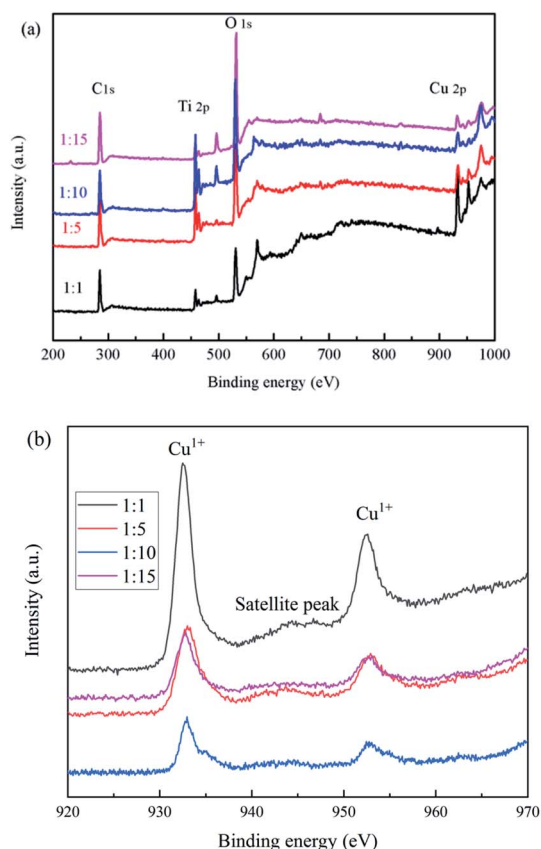 (a)
O 1s
C1s
Ti 2p
Cu 2p
1:15
1:10
1:5
1:1
Intensity (a.u.)
200 300 400 500 600 700 800 900 1000
Binding energy (eV)
(b)
Cu¹⁺
Cu¹⁺
1:1
1:5
1:10
1:15
Satellite peak
Intensity (a.u.)
920 930 940 950 960 970
Binding energy (eV)